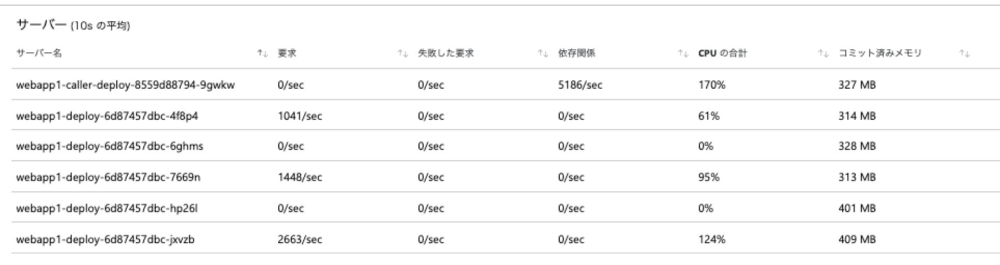 サーバー (10s の平均)
サーバー名 ↑↓ 要求 ↑↓ 失敗した要求 ↑↓ 依存関係 ↑↓ CPU の合計 ↑↓ コミット済みメモリ ↑↓
webapp1-caller-deploy-8559d88794-9gwkw 0/sec 0/sec 5186/sec 170% 327 MB
webapp1-deploy-6d87457dbc-4f8p4 1041/sec 0/sec 0/sec 61% 314 MB
webapp1-deploy-6d87457dbc-6ghms 0/sec 0/sec 0/sec 0% 328 MB
webapp1-deploy-6d87457dbc-7669n 1448/sec 0/sec 0/sec 95% 313 MB
webapp1-deploy-6d87457dbc-hp26l 0/sec 0/sec 0/sec 0% 401 MB
webapp1-deploy-6d87457dbc-jxvzb 2663/sec 0/sec 0/sec 124% 409 MB